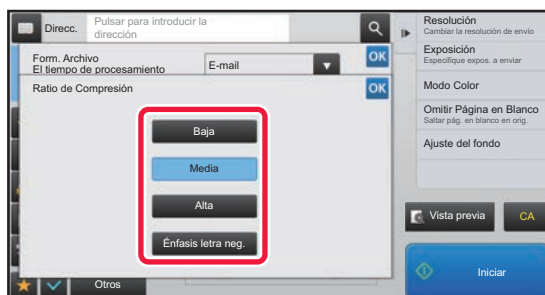 Direcc.
Pulsar para introducir la
dirección
Form. Archivo
El tiempo de procesamiento
E-mail
OK
Ratio de Compresión
OK
Baja
Media
Alta
Énfasis letra neg.
Otros
Resolución
Cambiar la resolución de envío
Exposición
Especifique expos. a enviar
Modo Color
Omitir Página en Blanco
Saltar pág. en blanco en orig.
Ajuste del fondo
Vista previa
CA
Iniciar